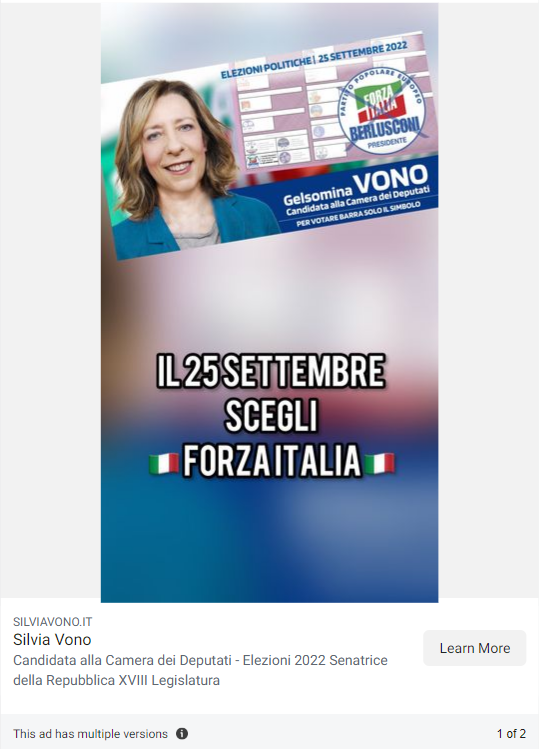 ELEZIONI POLITICHE | 25 SETTEMBRE 2022
PARTITO POPOLARE EUROPEO
FORZA
ITALIA
BERLUSCONI
PRESIDENTE
Gelsomina VONO
Candidata alla Camera dei Deputati
PER VOTARE BARRA SOLO IL SIMBOLO
IL 25 SETTEMBRE
SCEGLI
🇮🇹 FORZA ITALIA 🇮🇹
SILVIAVONO.IT
Silvia Vono
Candidata alla Camera dei Deputati - Elezioni 2022 Senatrice
della Repubblica XVIII Legislatura
Learn More
This ad has multiple versions
1 of 2